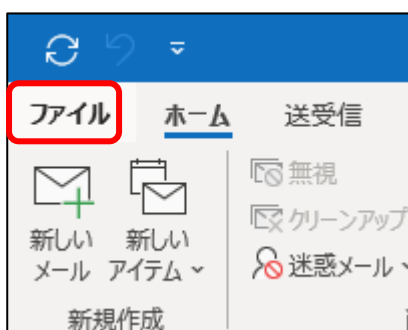 ファイル ホーム 送受信
無視
クリーンアップ
新しい メール
新しい アイテム
迷惑メール
新規作成